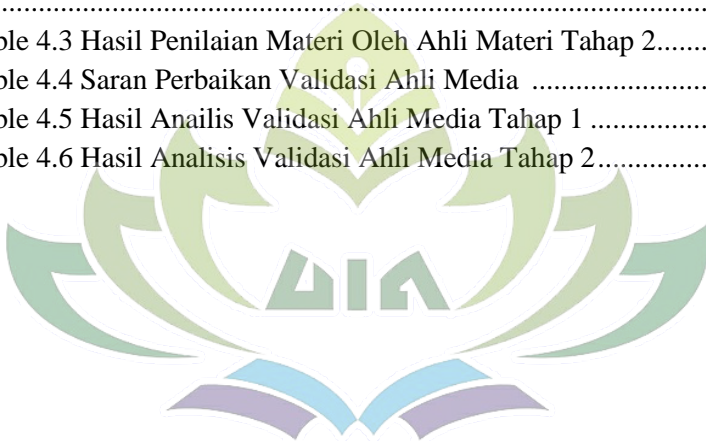 ble 4.3 Hasil Penilaian Materi Oleh Ahli Materi Tahap 2.......
ble 4.4 Saran Perbaikan Validasi Ahli Media ......................
ble 4.5 Hasil Anailis Validasi Ahli Media Tahap 1 ...............
ble 4.6 Hasil Analisis Validasi Ahli Media Tahap 2..............
UIN